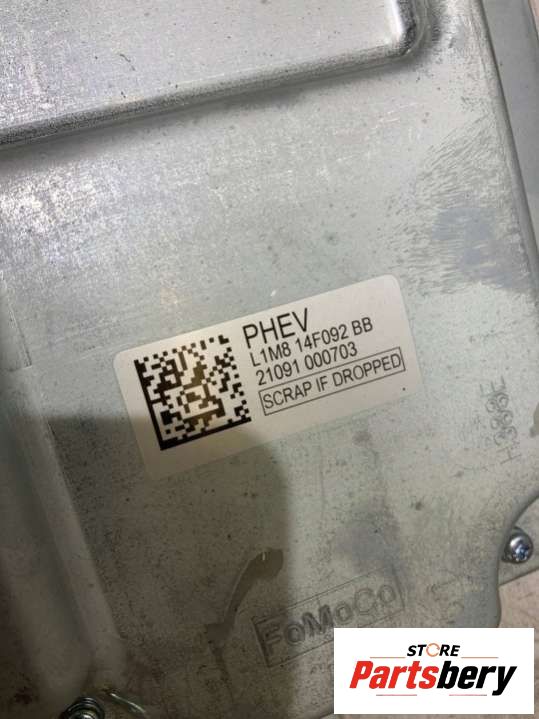 PHEV
L1M8 14F092 BB
21091 000703
SCRAP IF DROPPED
FoMoCo
STORE
Partsbery